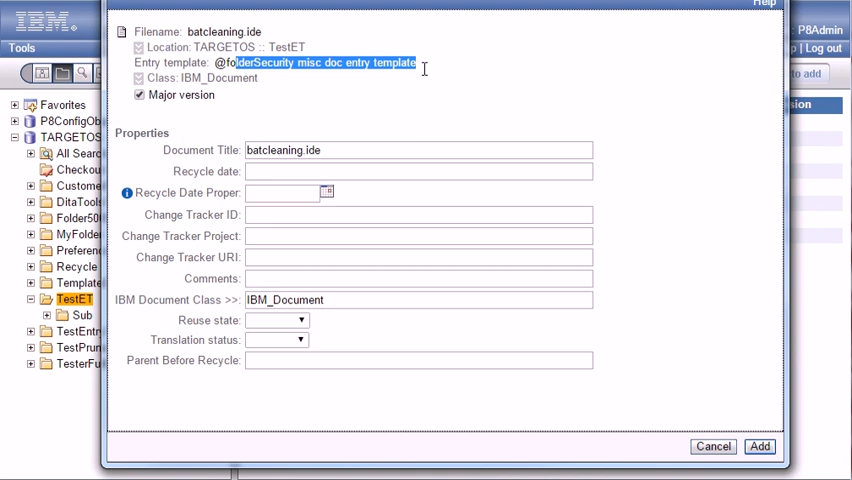 IBM
Help
P8Admin
Tools
p | Log out
Filename: batcleaning.ide
Location: TARGETOS :: TestET
Entry template: @folderSecurity misc doc entry template
Class: IBM_Document
Major version
to add
Favorites
P8ConfigOb
TARGETOS
All Searc
Checkou
Custome
DitaTools
Folder500
MyFolder
Preferenc
Recycle
Template
TestET
Sub
TestEntry
TestPrun
TesterFu
sion
Properties
Document Title: batcleaning.ide
Recycle date:
Recycle Date Proper:
Change Tracker ID:
Change Tracker Project:
Change Tracker URI:
Comments:
IBM Document Class >>: IBM_Document
Reuse state:
Translation status:
Parent Before Recycle:
Cancel
Add